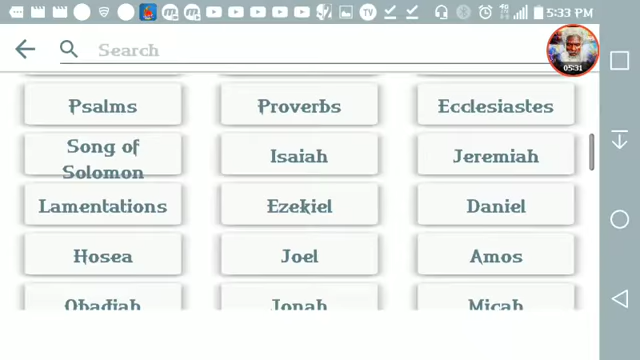 5:33 PM
Search
05:31
Psalms
Proverbs
Ecclesiastes
Song of
Solomon
Isaiah
Jeremiah
Lamentations
Ezekiel
Daniel
Hosea
Joel
Amos
Obadiah
Jonah
Micah